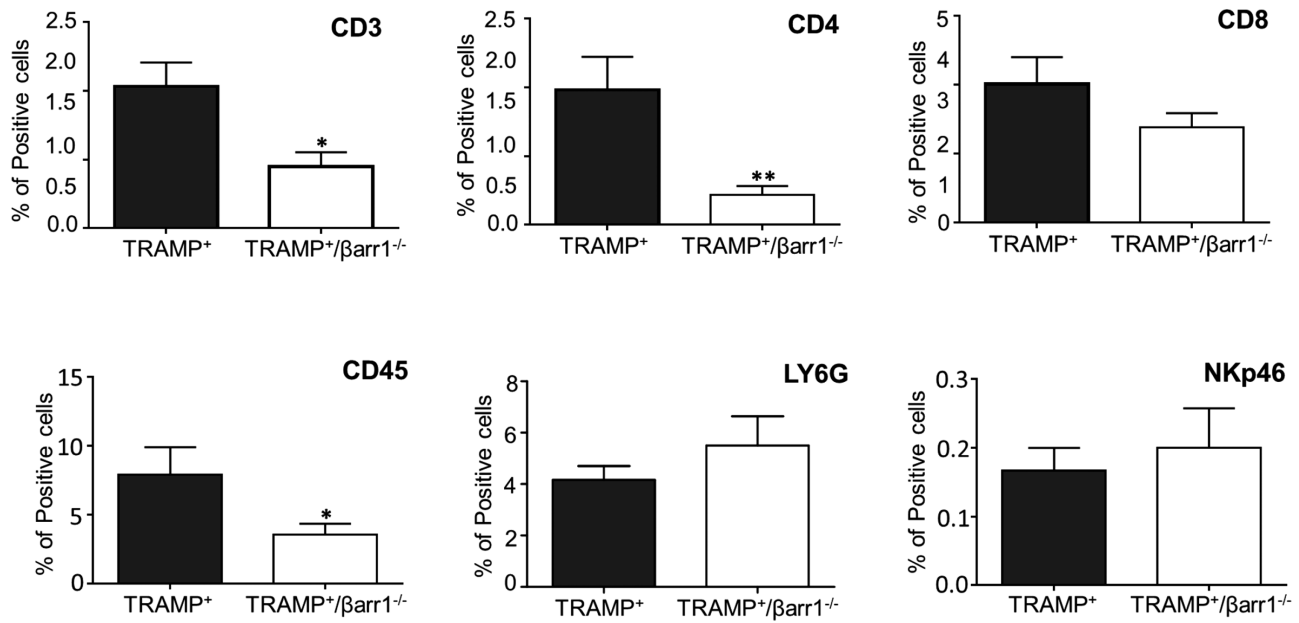 CD3
% of Positive cells
2.5
2.0
1.5
1.0
0.5
0.0
*
TRAMP⁺
TRAMP⁺/βarr1⁻/⁻
CD4
% of Positive cells
2.5
2.0
1.5
1.0
0.5
0.0
**
TRAMP⁺
TRAMP⁺/βarr1⁻/⁻
CD8
% of Positive cells
5
4
3
2
1
0
TRAMP⁺
TRAMP⁺/βarr1⁻/⁻
CD45
% of Positive cells
15
10
5
0
*
TRAMP⁺
TRAMP⁺/βarr1⁻/⁻
LY6G
% of Positive cells
8
6
4
2
0
TRAMP⁺
TRAMP⁺/βarr1⁻/⁻
NKp46
% of Positive cells
0.3
0.2
0.1
0.0
TRAMP⁺
TRAMP⁺/βarr1⁻/⁻